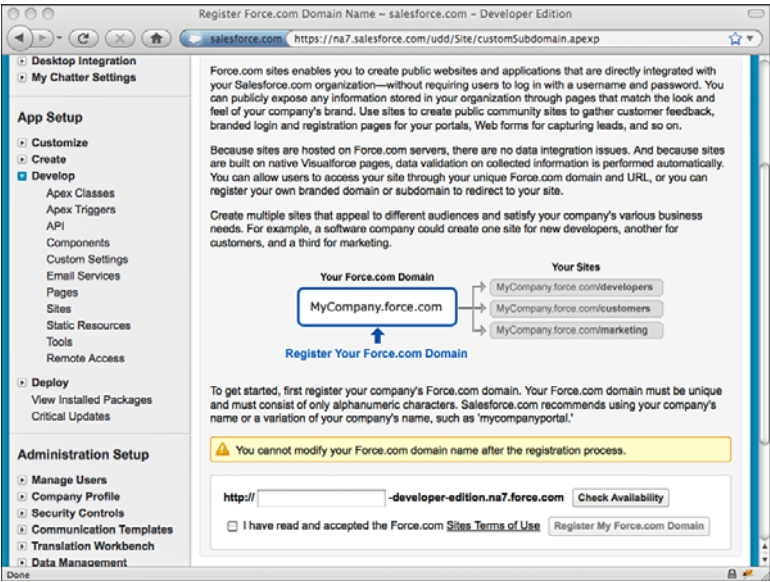 Register Force.com Domain Name ~ salesforce.com – Developer Edition
salesforce.com https://na7.salesforce.com/udd/Site/customSubdomain.apexp
Desktop Integration
My Chatter Settings
App Setup
Customize
Create
Develop
Apex Classes
Apex Triggers
API
Components
Custom Settings
Email Services
Pages
Sites
Static Resources
Tools
Remote Access
Deploy
View Installed Packages
Critical Updates
Administration Setup
Manage Users
Company Profile
Security Controls
Communication Templates
Translation Workbench
Data Management
Force.com sites enables you to create public websites and applications that are directly integrated with
your Salesforce.com organization—without requiring users to log in with a username and password. You
can publicly expose any information stored in your organization through pages that match the look and
feel of your company's brand. Use sites to create public community sites to gather customer feedback,
branded login and registration pages for your portals, Web forms for capturing leads, and so on.
Because sites are hosted on Force.com servers, there are no data integration issues. And because sites
are built on native Visualforce pages, data validation on collected information is performed automatically.
You can allow users to access your site through your unique Force.com domain and URL, or you can
register your own branded domain or subdomain to redirect to your site.
Create multiple sites that appeal to different audiences and satisfy your company's various business
needs. For example, a software company could create one site for new developers, another for
customers, and a third for marketing.
Your Force.com Domain
Your Sites
MyCompany.force.com
MyCompany.force.com/developers
MyCompany.force.com/customers
MyCompany.force.com/marketing
Register Your Force.com Domain
To get started, first register your company's Force.com domain. Your Force.com domain must be unique
and must consist of only alphanumeric characters. Salesforce.com recommends using your company's
name or a variation of your company's name, such as 'mycompanyportal.'
You cannot modify your Force.com domain name after the registration process.
http:// -developer-edition.na7.force.com Check Availability
I have read and accepted the Force.com Sites Terms of Use Register My Force.com Domain
Done